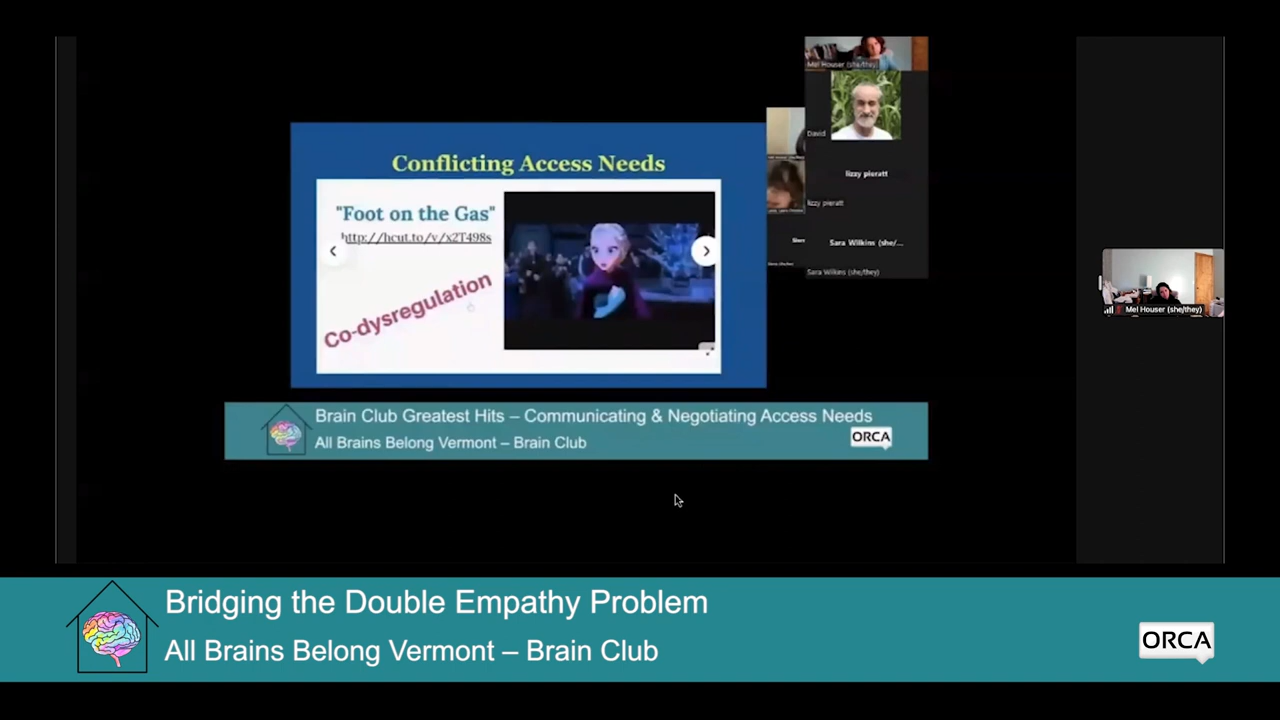 Mel Houser (she/they)
David
lizzy pieratt
lizzy pieratt
Sara Wilkins (she/...
Sara Wilkins (she/they)
Conflicting Access Needs
"Foot on the Gas"
http://hcut.to/v/x2T498s
Co-dysregulation
Brain Club Greatest Hits – Communicating & Negotiating Access Needs
All Brains Belong Vermont – Brain Club
ORCA
Mel Houser (she/they)
Bridging the Double Empathy Problem
All Brains Belong Vermont – Brain Club
ORCA